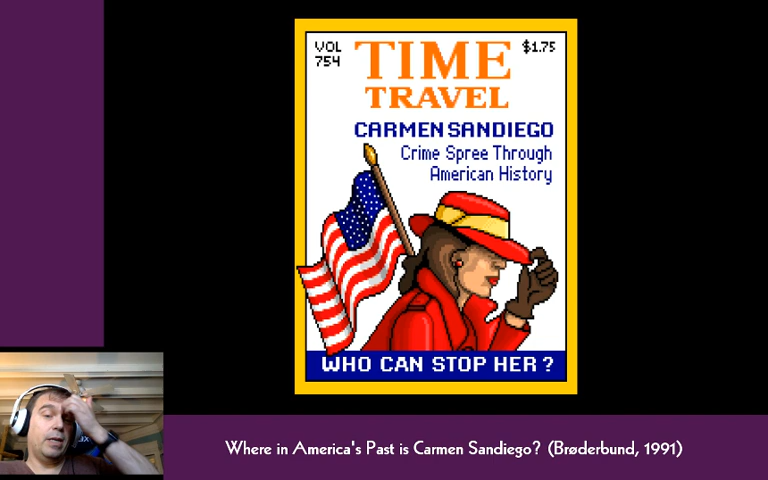 VOL
754
TIME
$1.75
TRAVEL
CARMEN SANDIEGO
Crime Spree Through
American History
WHO CAN STOP HER?
Where in America's Past is Carmen Sandiego? (Brøderbund, 1991)